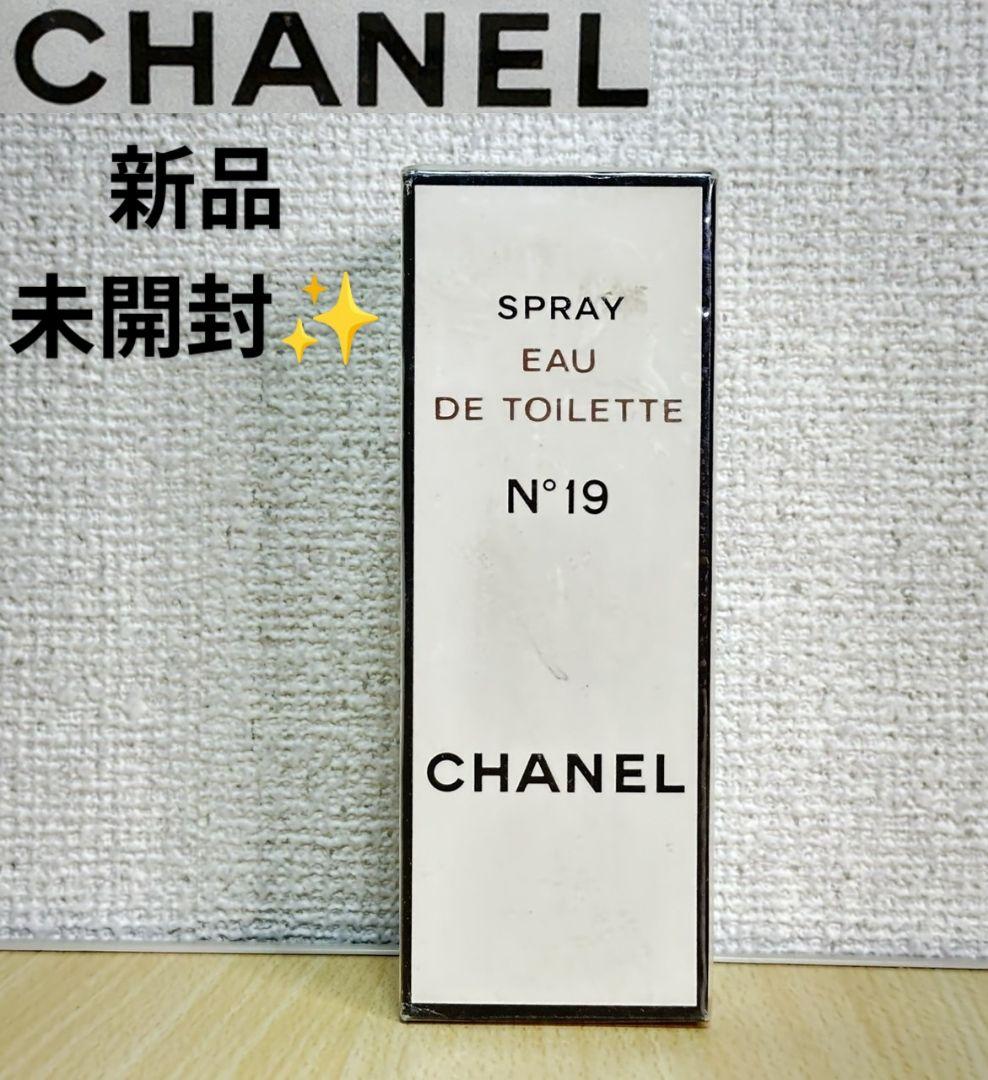 CHANEL
新品
未開封✨
SPRAY
EAU
DE TOILETTE
N°19
CHANEL